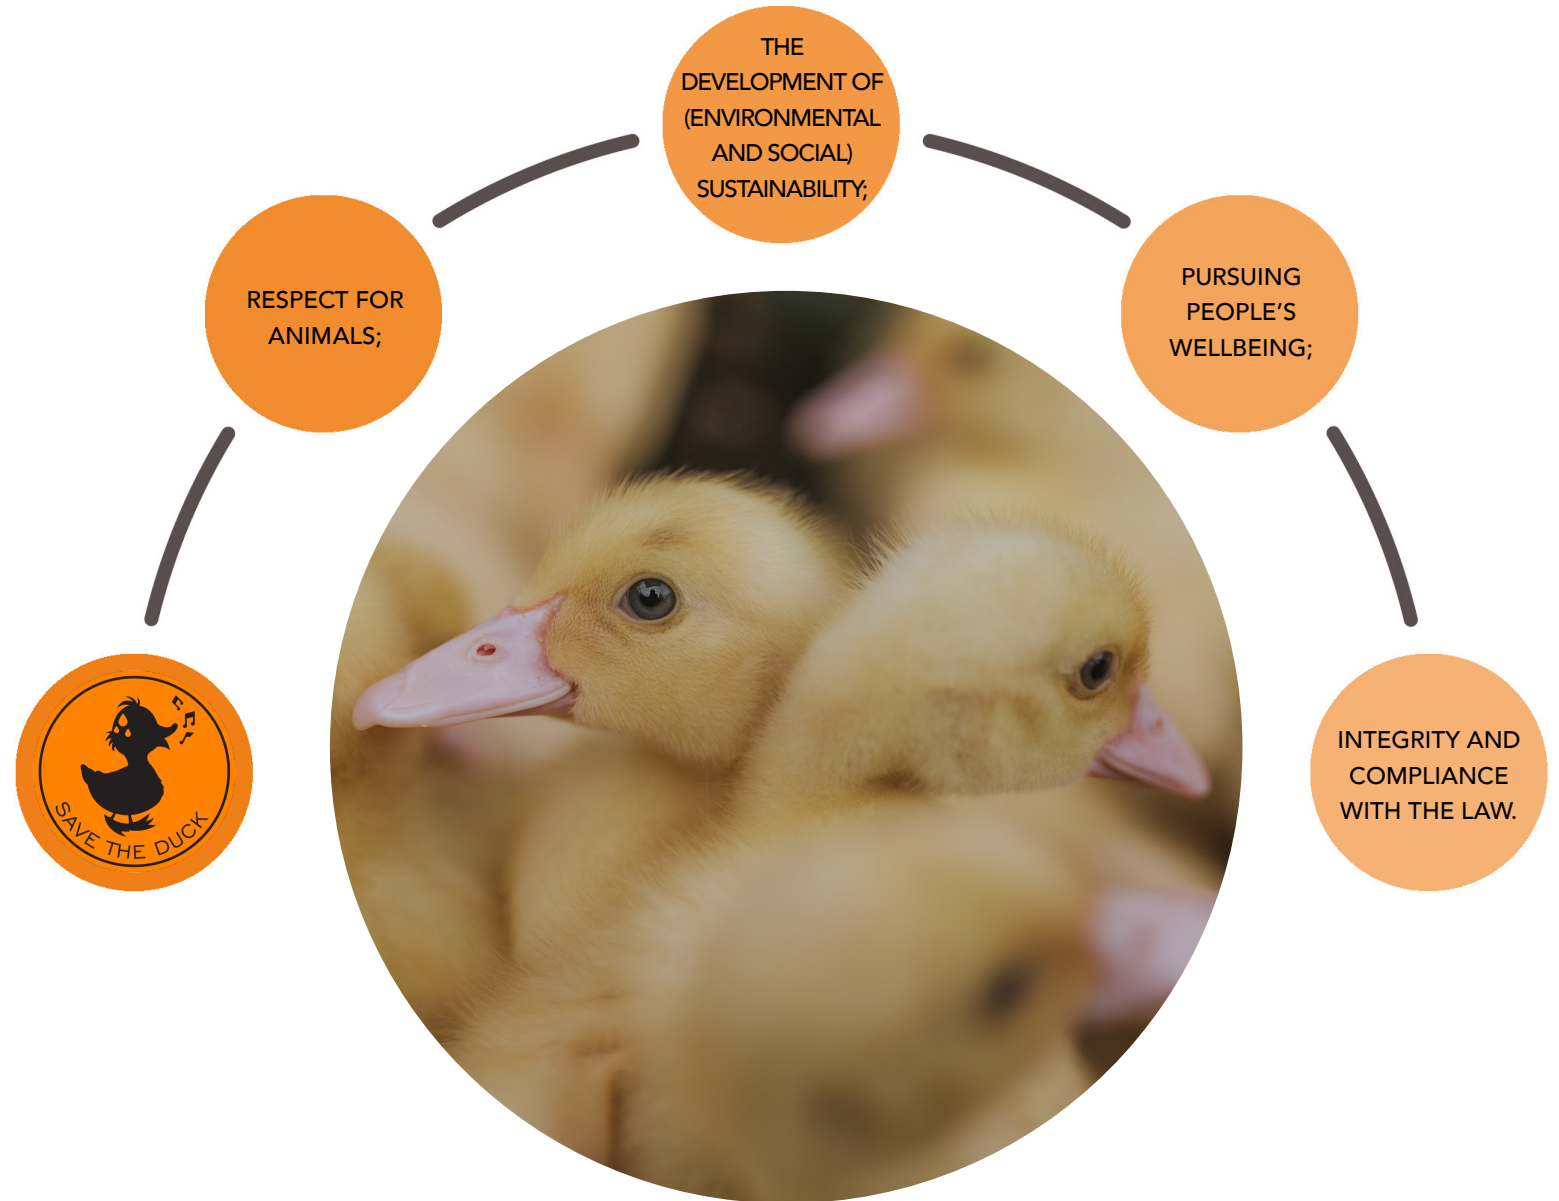 THE
DEVELOPMENT OF
(ENVIRONMENTAL
AND SOCIAL)
SUSTAINABILITY;
RESPECT FOR
ANIMALS;
PURSUING
PEOPLE’S
WELLBEING;
SAVE THE DUCK
INTEGRITY AND
COMPLIANCE
WITH THE LAW.